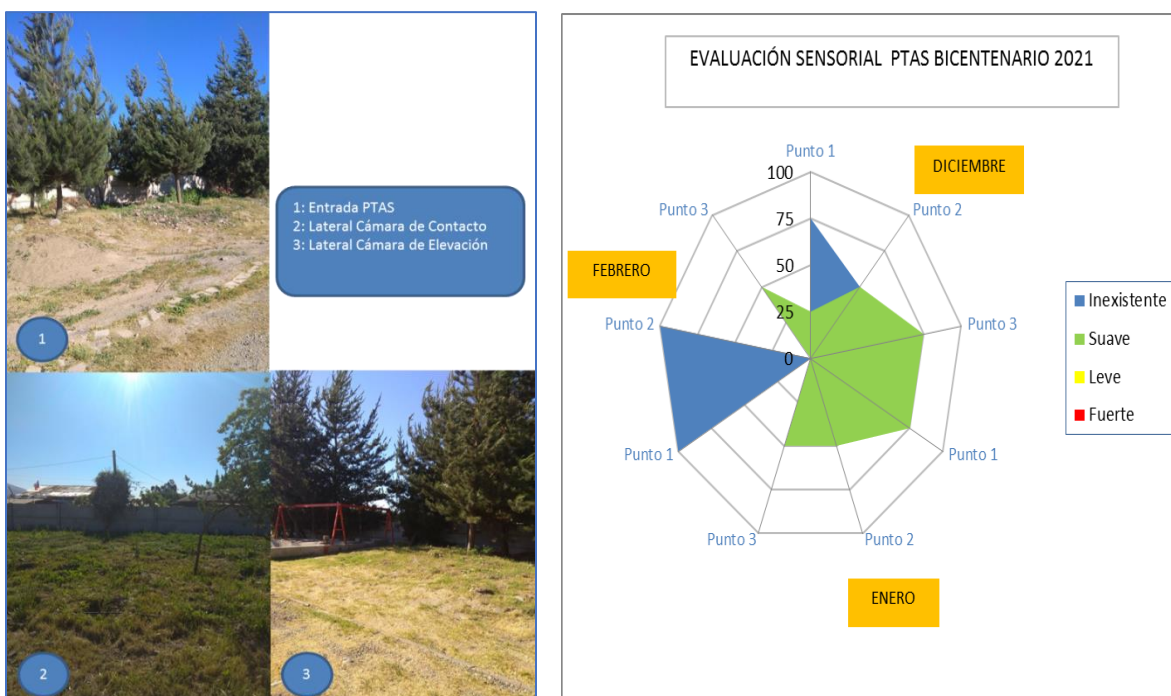 1: Entrada PTAS
2: Lateral Cámara de Contacto
3: Lateral Cámara de Elevación
1
2
3
EVALUACIÓN SENSORIAL PTAS BICENTENARIO 2021
Punto 1
DICIEMBRE
Punto 2
Punto 3
Punto 1
Punto 2
ENERO
Punto 3
Punto 1
Punto 2
FEBRERO
Punto 3
100
75
50
25
0
Inexistente
Suave
Leve
Fuerte